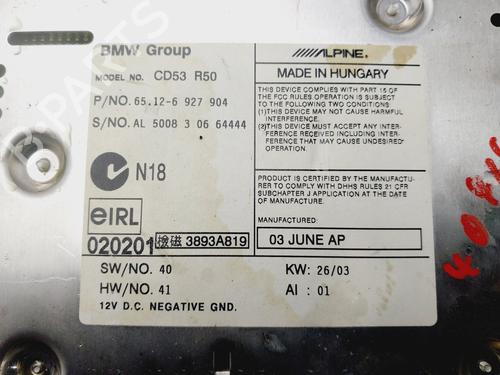 BMW Group
/////ALPINE
MODEL NO. CD53 R50
MADE IN HUNGARY
P/NO. 65.12-6 927 904
S/NO. AL 5008 3 06 64444
THIS DEVICE COMPLIES WITH PART 15 OF
THE FCC RULES OPERATION IS SUBJECT TO
THE FOLLOWING TWO CONDITIONS
(1) THIS DEVICE MAY NOT CAUSE HARMFUL
INTERFERENCE,
(2) THIS DEVICE MUST ACCEPT ANY INTER-
FERENCE RECEIVED INCLUDING INTER-
FERENCE THAT MAY CAUSE UNDESIRED
OPERATION.
N18
THIS PRODUCT IS CERTIFIED BY THE MANUFACTU-
RER TO COMPLY WITH DHHS RULES 21 CFR
SUBCHAPTER J APPLICATION AT THE DATE
OF MANUFACTURE.
eIRL
020201
檢磁 3893A819
03 JUNE AP
SW/NO. 40
KW: 26/03
HW/NO. 41
AI : 01
12V D.C. NEGATIVE GND.